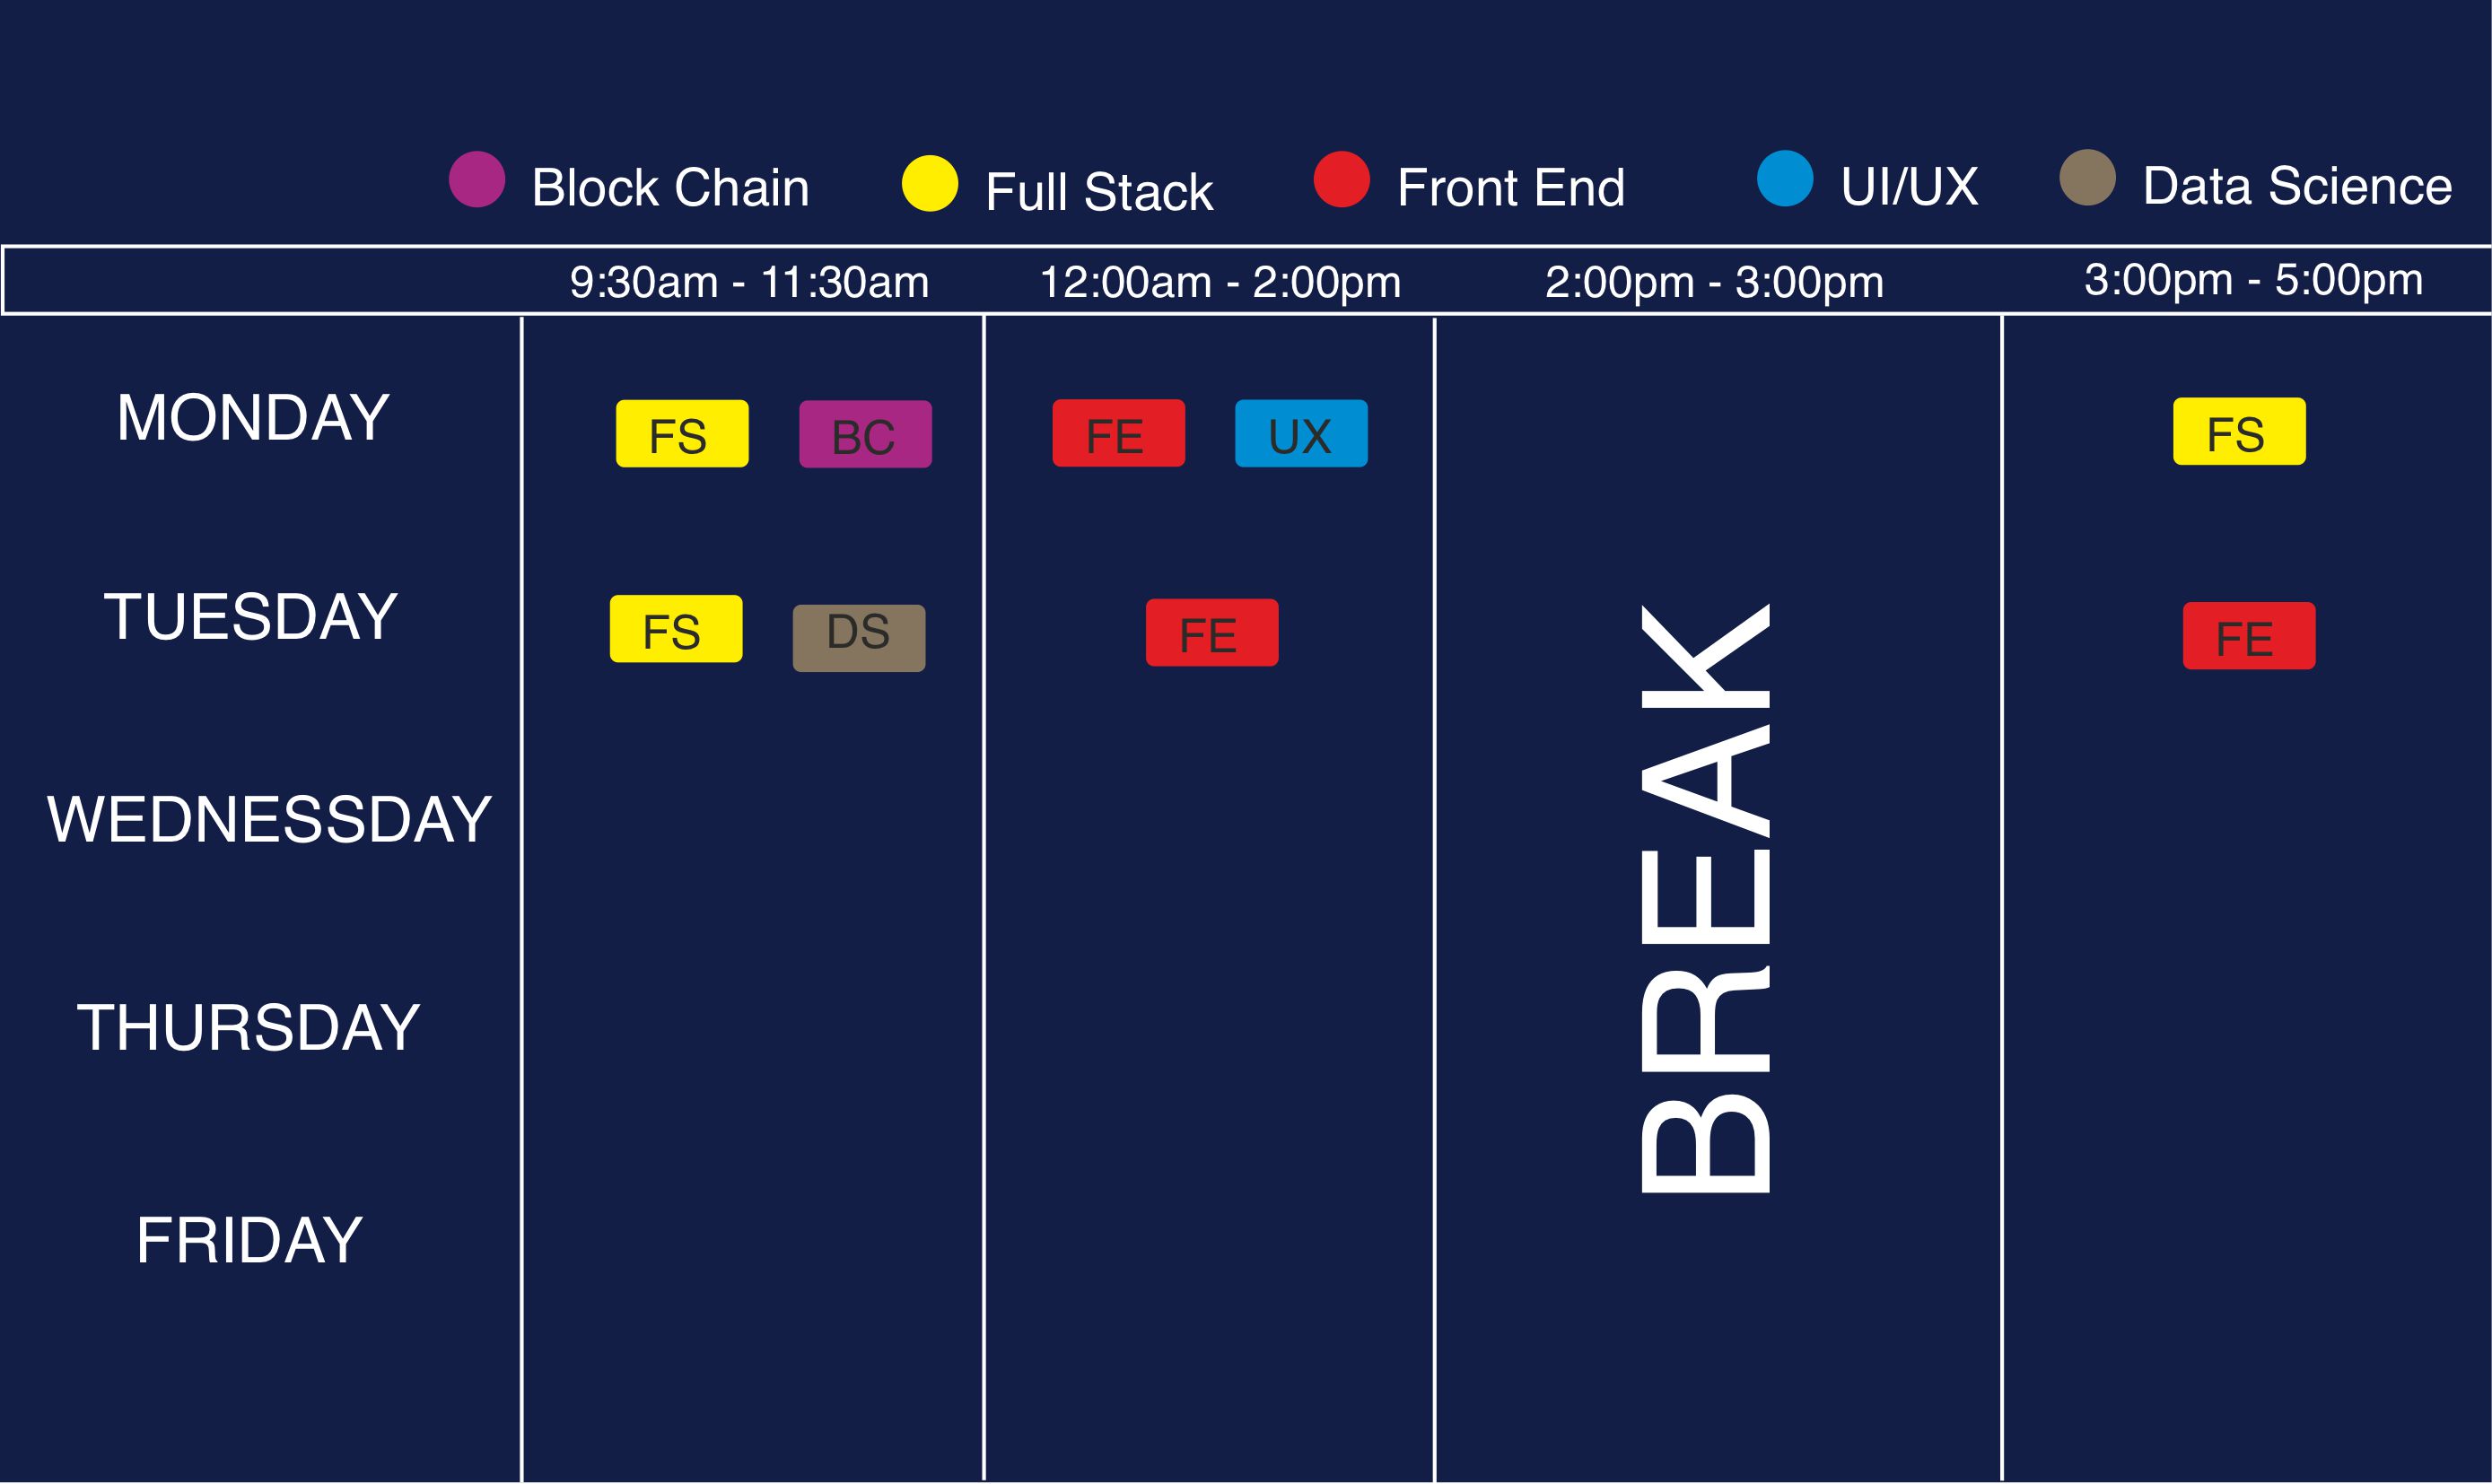 Block Chain Full Stack Front End UI/UX Data Science
9:30am - 11:30am 12:00am - 2:00pm 2:00pm - 3:00pm 3:00pm - 5:00pm
MONDAY FS BC FE UX FS
TUESDAY FS DS FE FE
WEDNESSDAY
THURSDAY
FRIDAY
BREAK